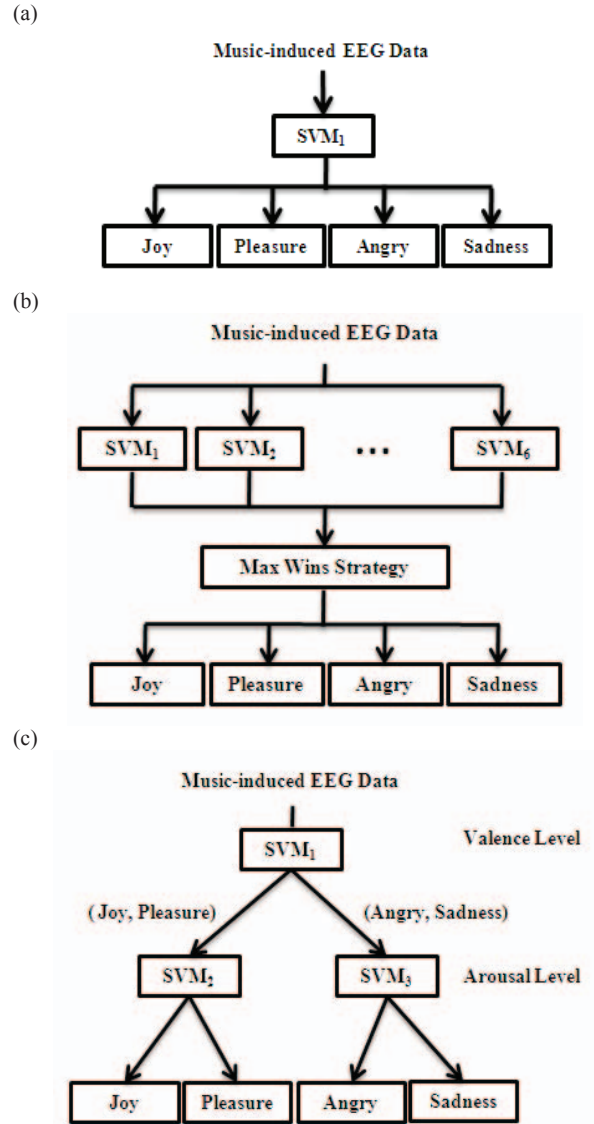 (a)
Music-induced EEG Data
SVM₁
Joy Pleasure Angry Sadness
(b)
Music-induced EEG Data
SVM₁ SVM₂ ... SVM₆
Max Wins Strategy
Joy Pleasure Angry Sadness
(c)
Music-induced EEG Data
Valence Level
SVM₁
(Joy, Pleasure) (Angry, Sadness)
SVM₂ SVM₃ Arousal Level
Joy Pleasure Angry Sadness